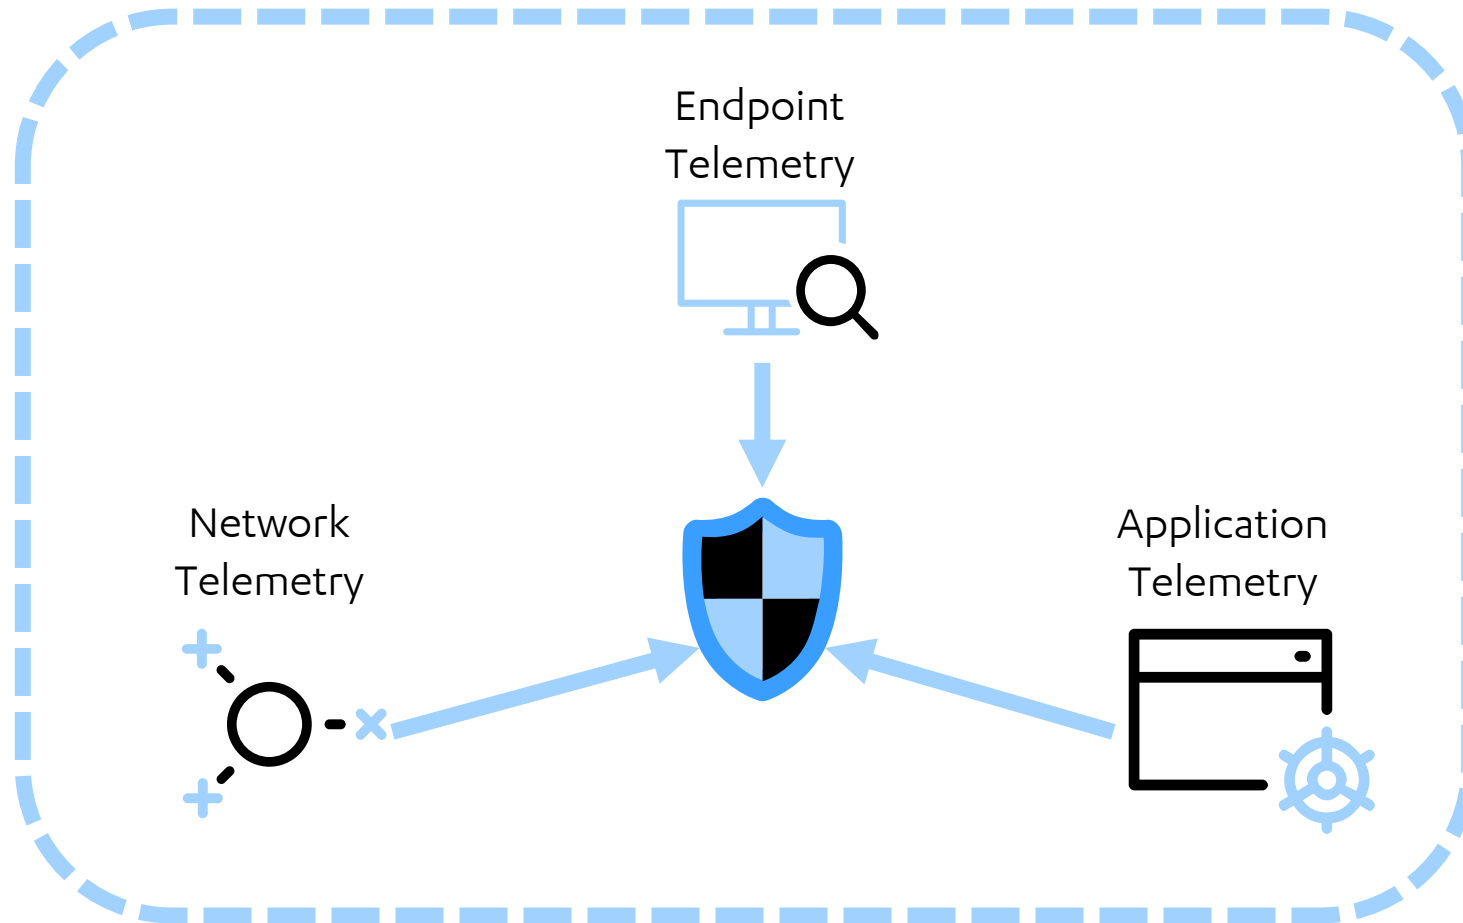 Endpoint
Telemetry
Network
Telemetry
Application
Telemetry